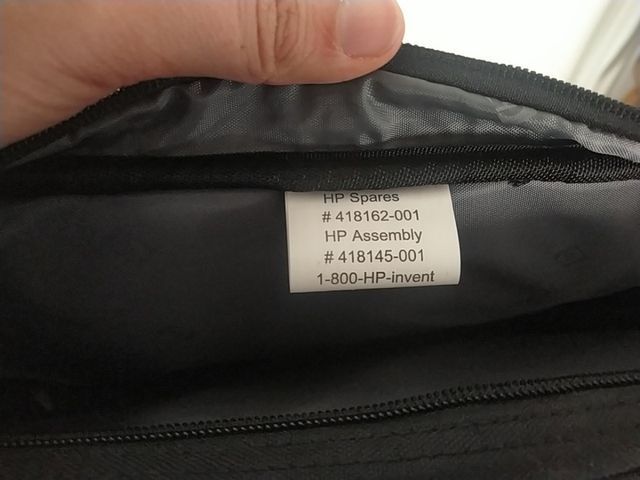 HP Spares
# 418162-001
HP Assembly
# 418145-001
1-800-HP-invent